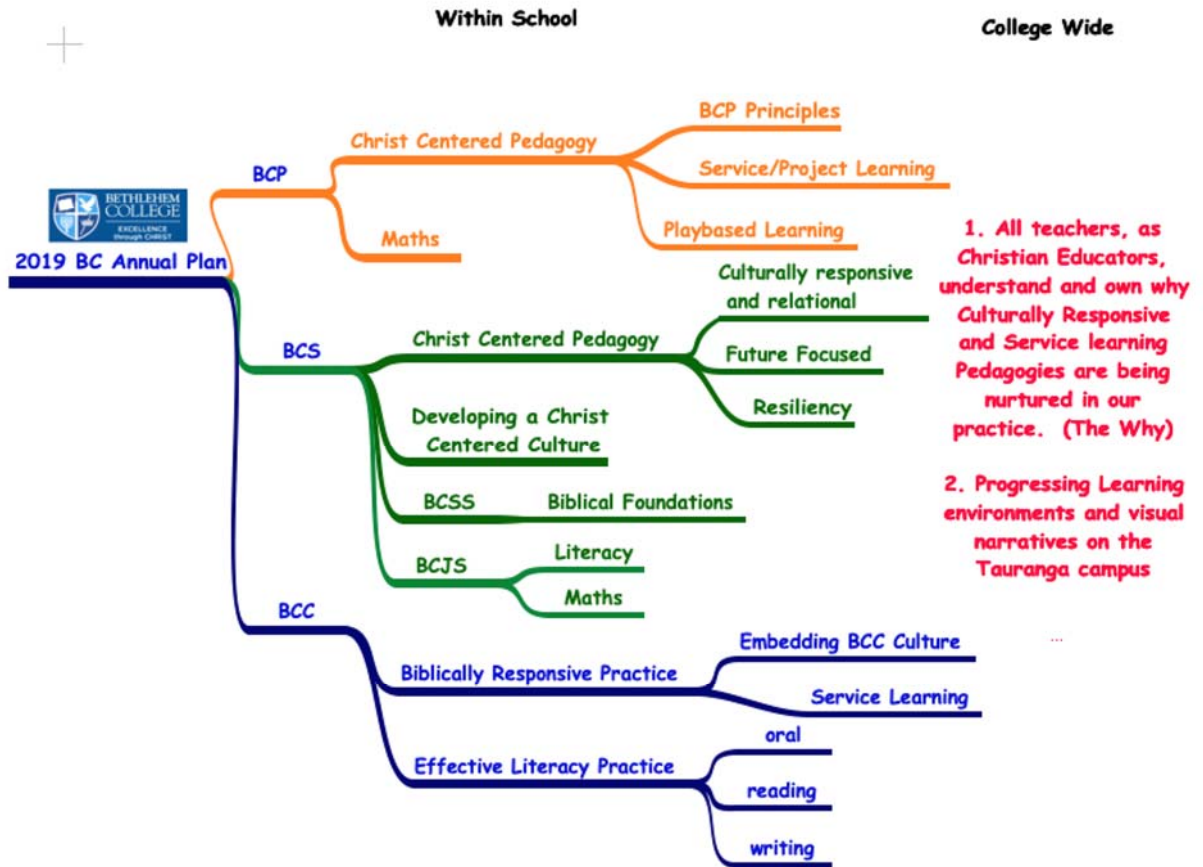 Within School
College Wide
BETHLEHEM
COLLEGE
EXCELLENCE
through CHRIST
2019 BC Annual Plan
BCP
Christ Centered Pedagogy
BCP Principles
Service/Project Learning
Playbased Learning
Maths
BCS
Christ Centered Pedagogy
Culturally responsive
and relational
Future Focused
Resiliency
Developing a Christ
Centered Culture
BCSS
Biblical Foundations
BCJS
Literacy
Maths
BCC
Biblically Responsive Practice
Embedding BCC Culture
Service Learning
Effective Literacy Practice
oral
reading
writing
1. All teachers, as
Christian Educators,
understand and own why
Culturally Responsive
and Service learning
Pedagogies are being
nurtured in our
practice. (The Why)
2. Progressing Learning
environments and visual
narratives on the
Tauranga campus
...